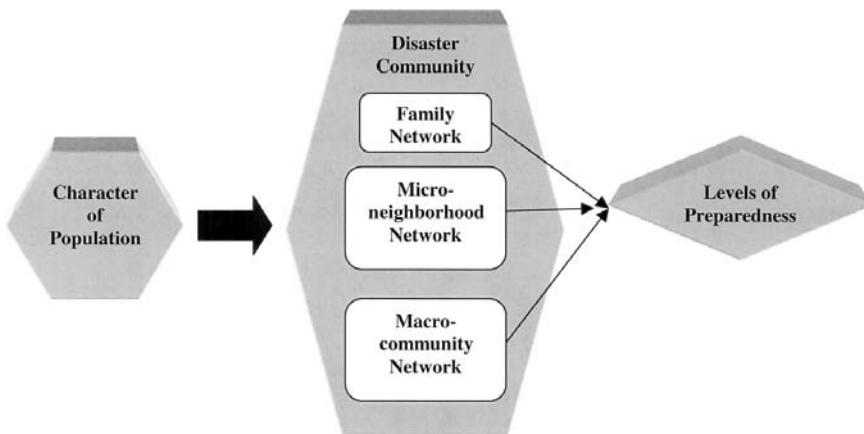 Disaster
Community
Family
Network
Character
of
Population
Micro-
neighborhood
Network
Levels of
Preparedness
Macro-
community
Network